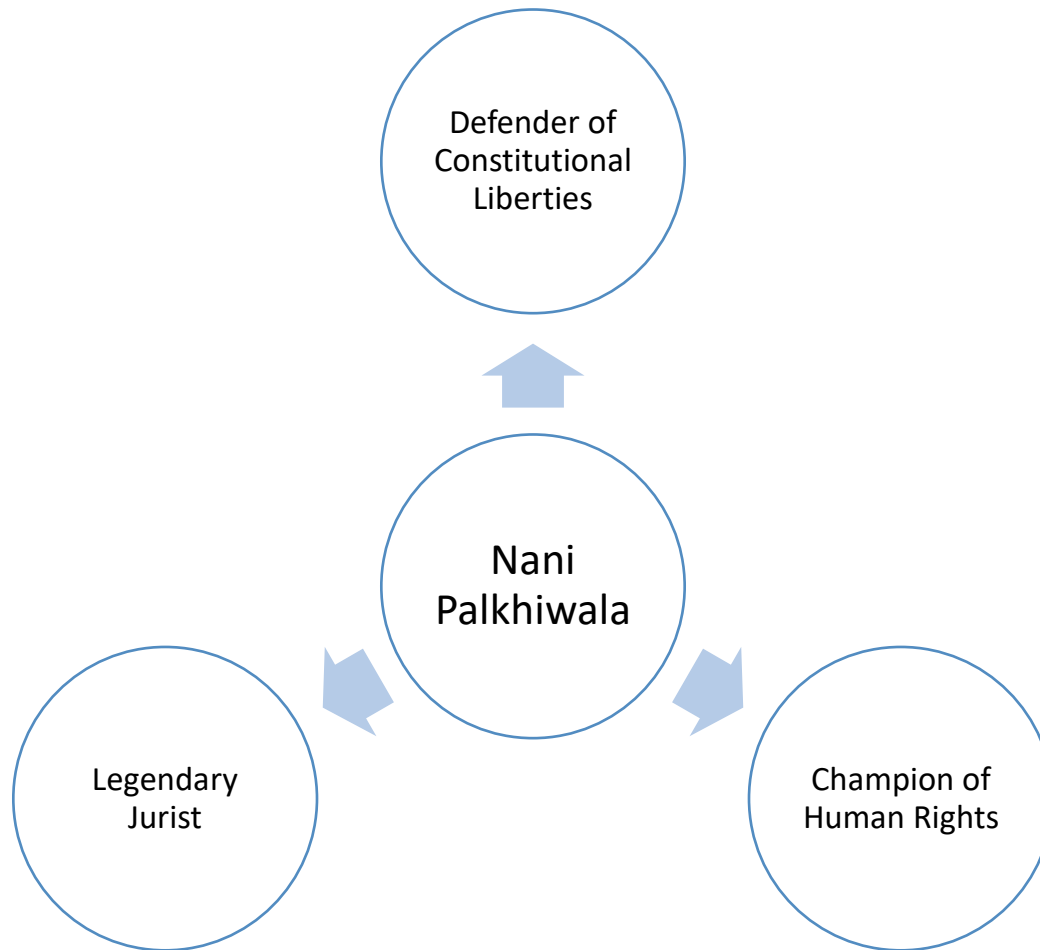 Defender of
Constitutional
Liberties
Nani
Palkhiwala
Legendary
Jurist
Champion of
Human Rights